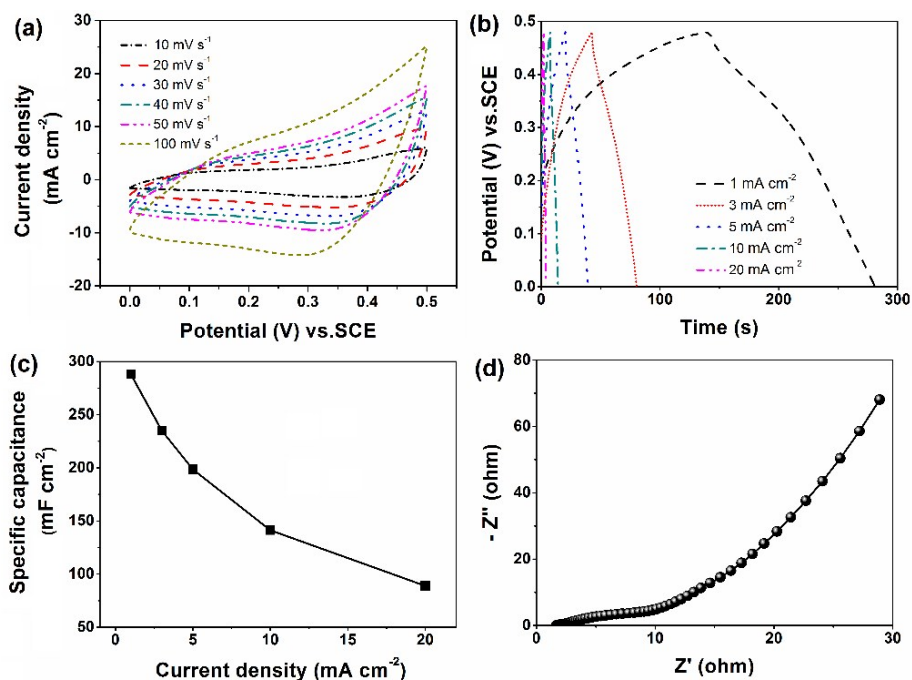 (a)
10 mV s⁻¹
20 mV s⁻¹
30 mV s⁻¹
40 mV s⁻¹
50 mV s⁻¹
100 mV s⁻¹
30
20
10
0
-10
-20
0.0 0.1 0.2 0.3 0.4 0.5
Current density
(mA cm⁻²)
Potential (V) vs.SCE
(b)
1 mA cm⁻²
3 mA cm⁻²
5 mA cm⁻²
10 mA cm⁻²
20 mA cm⁻²
0.5
0.4
0.3
0.2
0.1
0.0
0 100 200 300
Potential (V) vs.SCE
Time (s)
(c)
300
250
200
150
100
50
0 5 10 15 20
Specific capacitance
(mF cm⁻²)
Current density (mA cm⁻²)
(d)
80
60
40
20
0
0 10 20 30
- Z'' (ohm)
Z' (ohm)